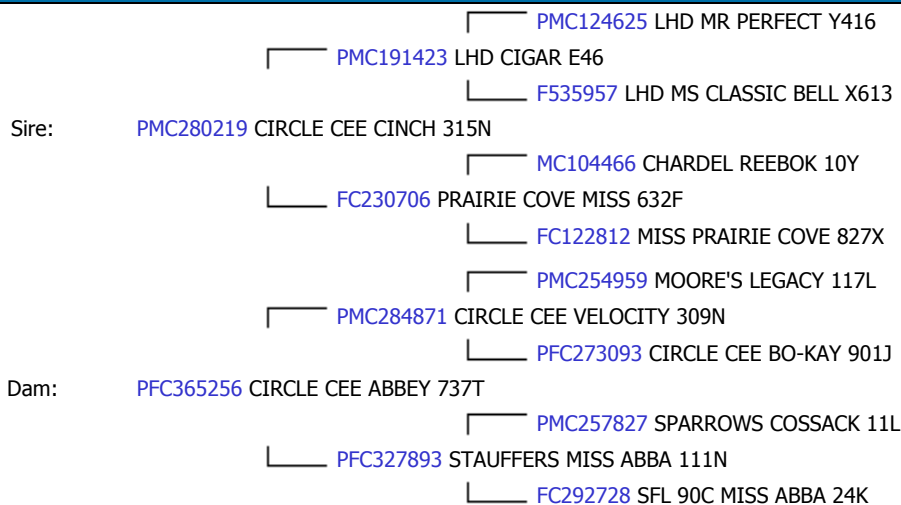 PMC124625 LHD MR PERFECT Y416
PMC191423 LHD CIGAR E46
F535957 LHD MS CLASSIC BELL X613
Sire: PMC280219 CIRCLE CEE CINCH 315N
MC104466 CHARDEL REEBOK 10Y
FC230706 PRAIRIE COVE MISS 632F
FC122812 MISS PRAIRIE COVE 827X
PMC254959 MOORE'S LEGACY 117L
PMC284871 CIRCLE CEE VELOCITY 309N
PFC273093 CIRCLE CEE BO-KAY 901J
Dam: PFC365256 CIRCLE CEE ABBEY 737T
PMC257827 SPARROWS COSSACK 11L
PFC327893 STAUFFERS MISS ABBA 111N
FC292728 SFL 90C MISS ABBA 24K